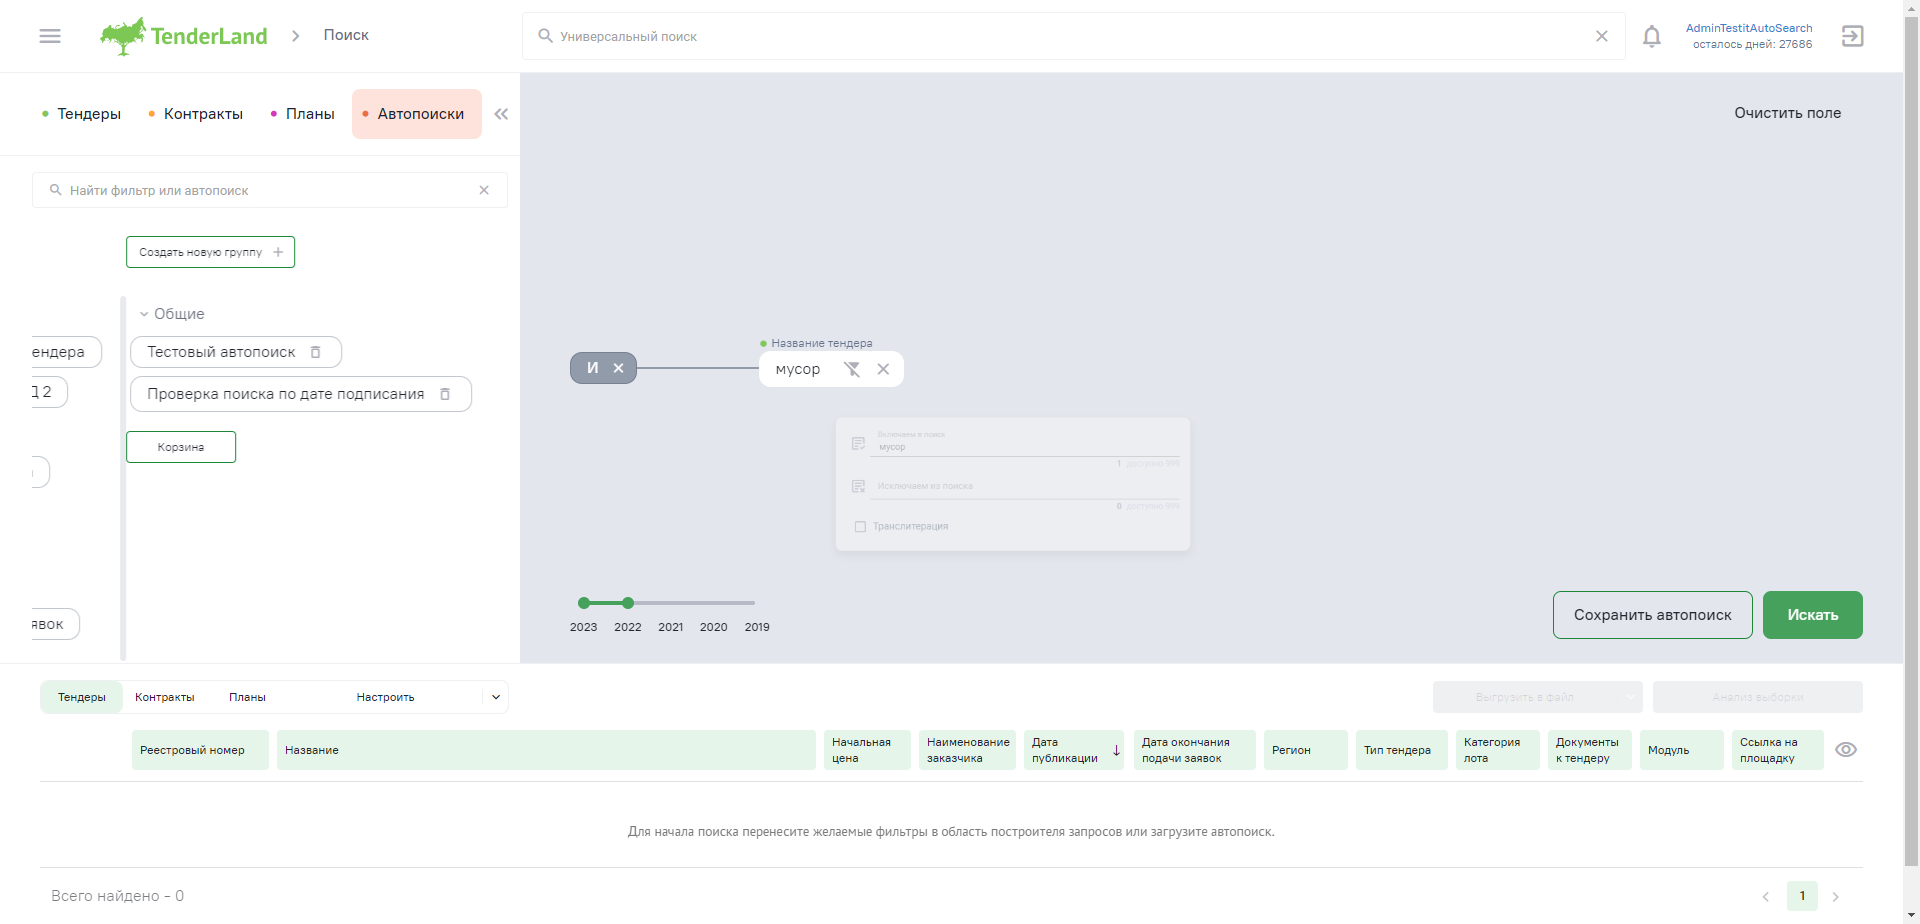 TenderLand
Поиск
Универсальный поиск
AdminTestitAutoSearch
осталось дней: 27686
Тендеры
Контракты
Планы
Автопоиски
Очистить поле
Найти фильтр или автопоиск
Создать новую группу
Общие
ендера
Тестовый автопоиск
Д 2
Проверка поиска по дате подписания
Корзина
явок
Название тендера
И
мусор
Включаем в поиск
мусор
1 доступно 999
Исключаем из поиска
0 доступно 999
Транслитерация
2023 2022 2021 2020 2019
Сохранить автопоиск
Искать
Тендеры
Контракты
Планы
Настроить
Выгрузить в файл
Анализ выборки
Реестровый номер
Название
Начальная
цена
Наименование
заказчика
Дата
публикации
Дата окончания
подачи заявок
Регион
Тип тендера
Категория
лота
Документы
к тендеру
Модуль
Ссылка на
площадку
Для начала поиска перенесите желаемые фильтры в область построителя запросов или загрузите автопоиск.
Всего найдено - 0
1